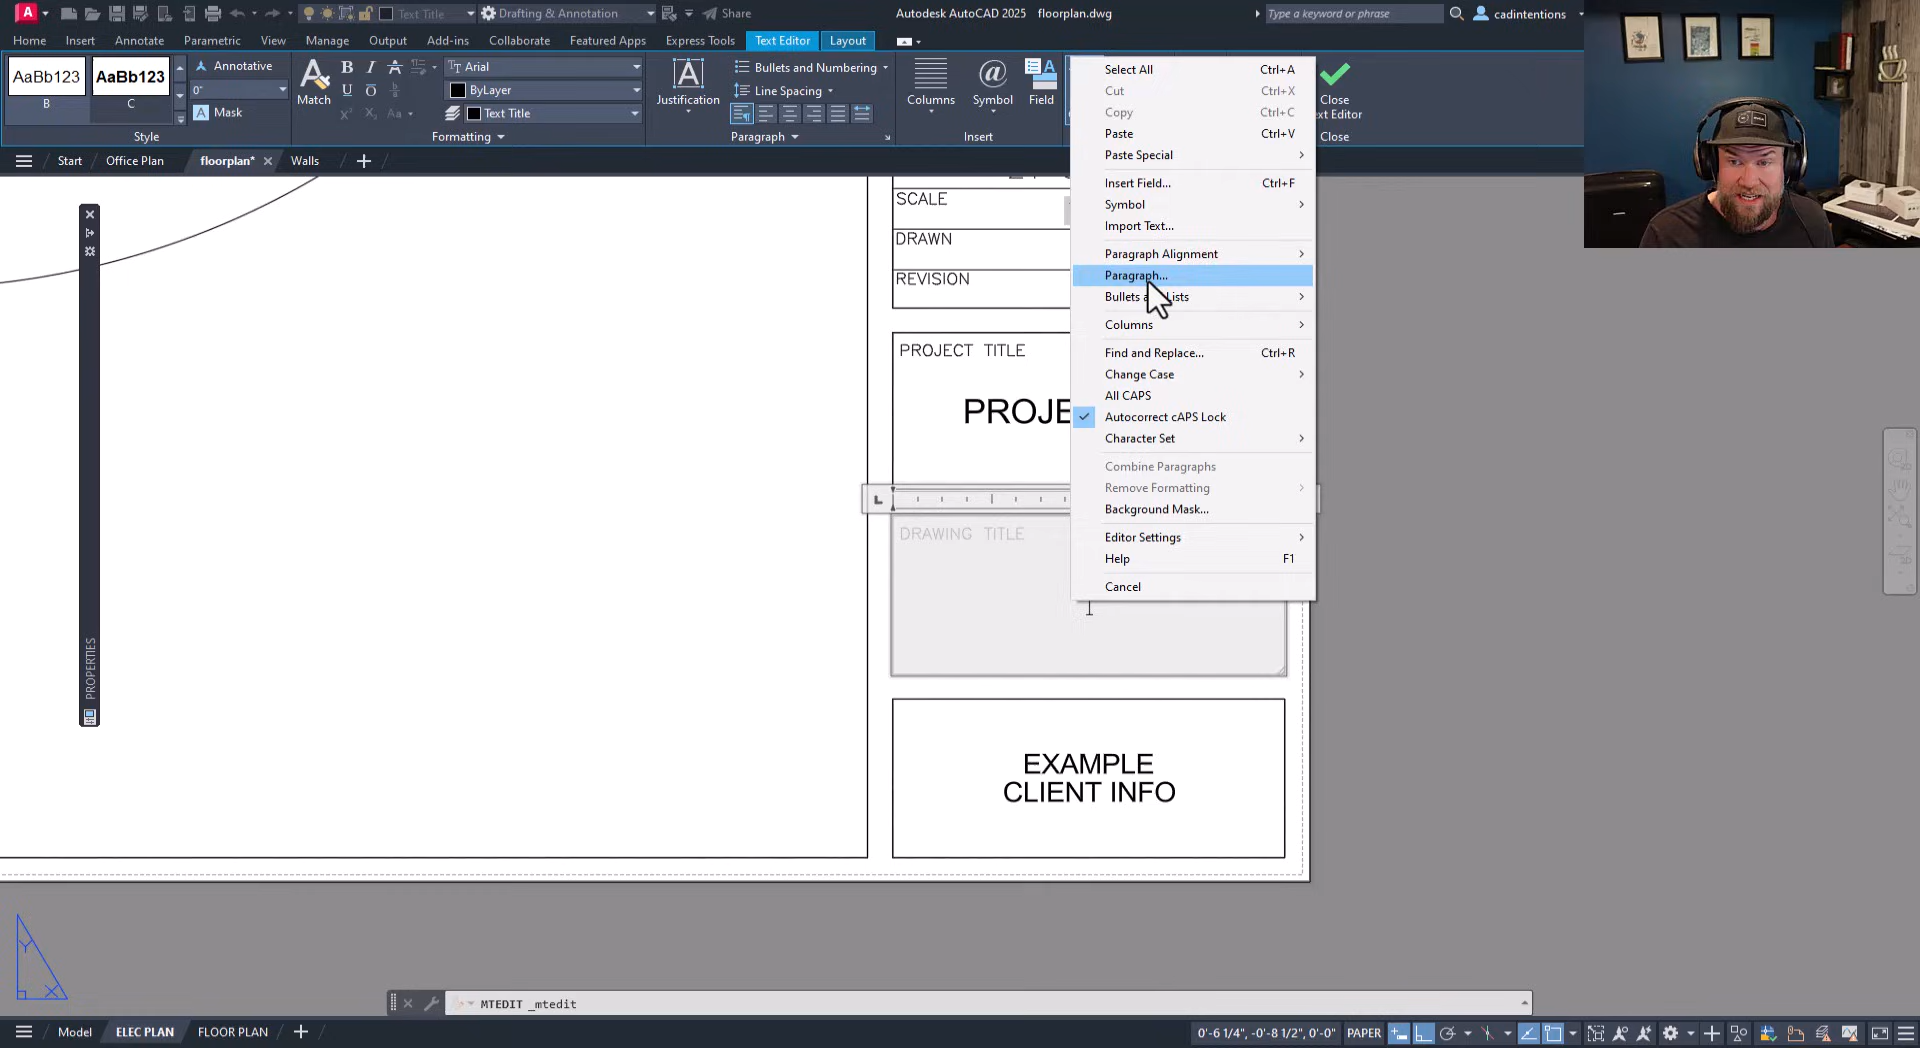 A
Text Title
Drafting & Annotation
Share
Autodesk AutoCAD 2025 floorplan.dwg
Type a keyword or phrase
cadintentions
Home Insert Annotate Parametric View Manage Output Add-ins Collaborate Featured Apps Express Tools Text Editor Layout
AaBb123 AaBb123
B C
Annotative
0"
Mask
Style
Match
Arial
ByLayer
Text Title
Formatting
Justification
Bullets and Numbering
Line Spacing
Paragraph
Columns
Symbol
Field
Insert
Close
ext Editor
Close
Start Office Plan floorplan* Walls
SCALE
DRAWN
REVISION
PROJECT TITLE
PROJE
DRAWING TITLE
EXAMPLE
CLIENT INFO
PROPERTIES
Select All Ctrl+A
Cut Ctrl+X
Copy Ctrl+C
Paste Ctrl+V
Paste Special
Insert Field... Ctrl+F
Symbol
Import Text...
Paragraph Alignment
Paragraph...
Bullets a Lists
Columns
Find and Replace... Ctrl+R
Change Case
All CAPS
Autocorrect cAPS Lock
Character Set
Combine Paragraphs
Remove Formatting
Background Mask...
Editor Settings
Help F1
Cancel
Y
X
MTEDIT _mtedit
Model ELEC PLAN FLOOR PLAN
0'-6 1/4", -0'-8 1/2", 0'-0" PAPER